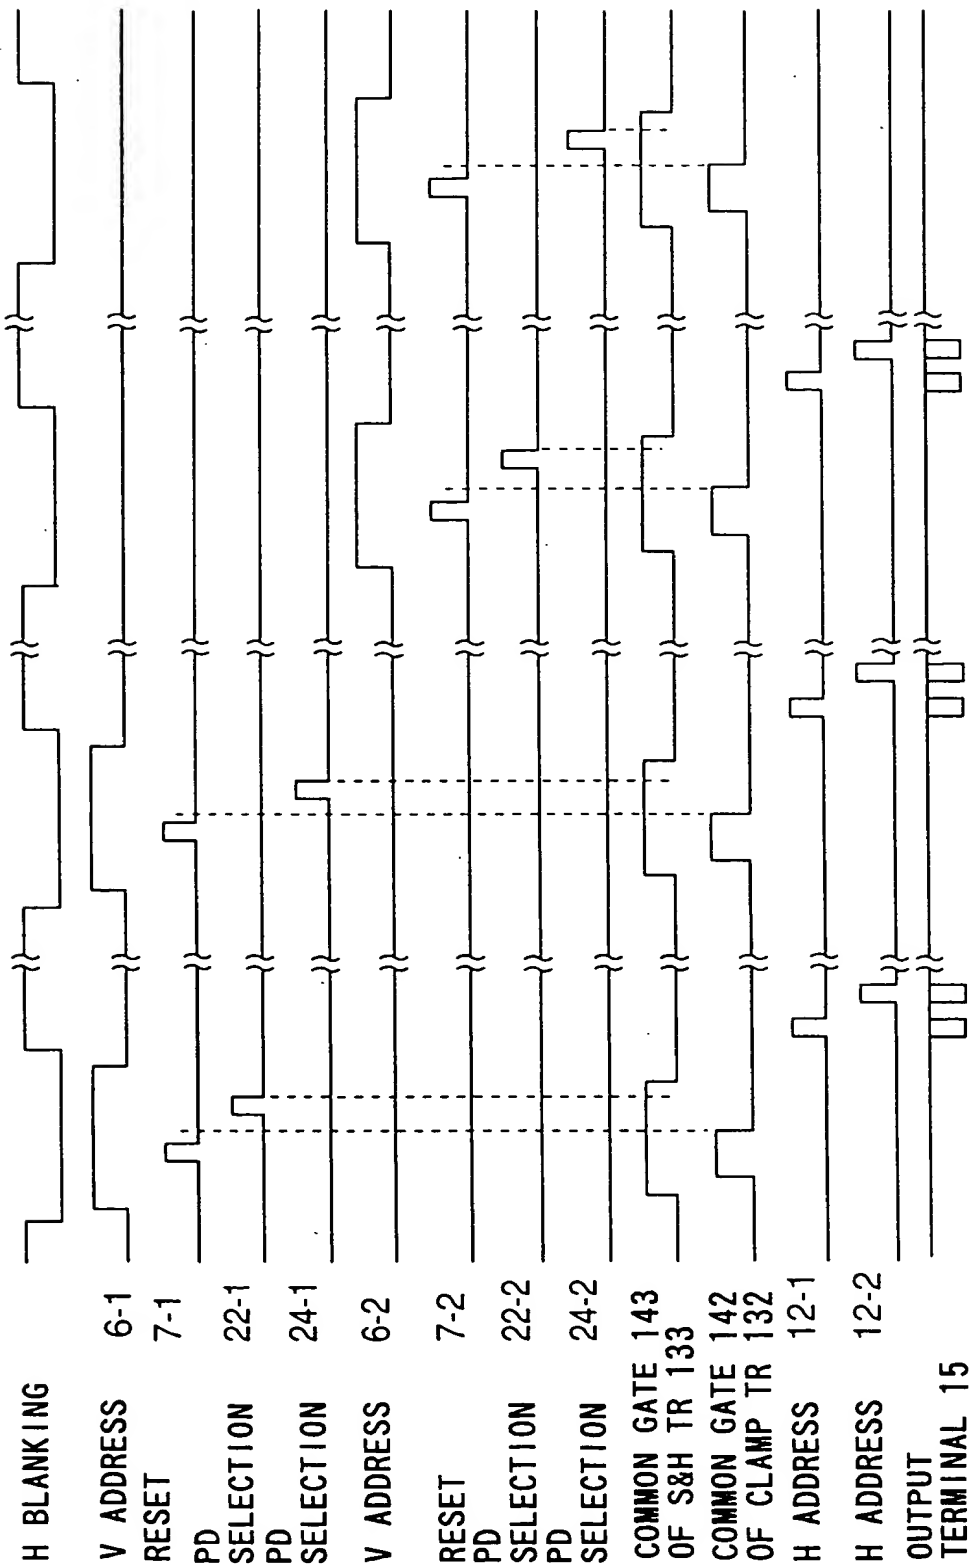 H BLANKING
V ADDRESS 6-1
RESET 7-1
PD
SELECTION 22-1
PD
SELECTION 24-1
V ADDRESS 6-2
RESET 7-2
PD
SELECTION 22-2
PD
SELECTION 24-2
COMMON GATE 143
OF S&H TR 133
COMMON GATE 142
OF CLAMP TR 132
H ADDRESS 12-1
H ADDRESS 12-2
OUTPUT
TERMINAL 15